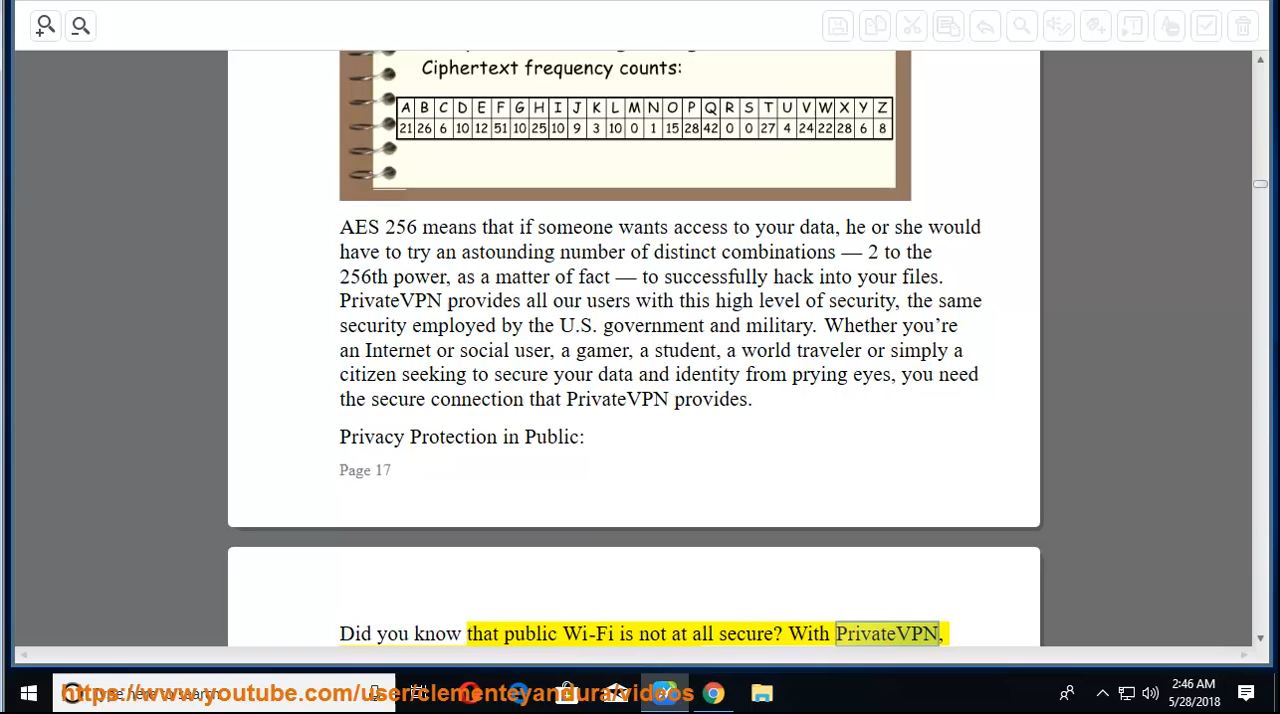 Ciphertext frequency counts:
A B C D E F G H I J K L M N O P Q R S T U V W X Y Z
21 26 6 10 12 51 10 25 10 9 3 10 0 1 15 28 42 0 0 27 4 24 22 28 6 8
AES 256 means that if someone wants access to your data, he or she would
have to try an astounding number of distinct combinations — 2 to the
256th power, as a matter of fact — to successfully hack into your files.
PrivateVPN provides all our users with this high level of security, the same
security employed by the U.S. government and military. Whether you’re
an Internet or social user, a gamer, a student, a world traveler or simply a
citizen seeking to secure your data and identity from prying eyes, you need
the secure connection that PrivateVPN provides.
Privacy Protection in Public:
Page 17
Did you know that public Wi-Fi is not at all secure? With PrivateVPN,
https://www.youtube.com/user/clementeyandura/videos
2:46 AM
5/28/2018